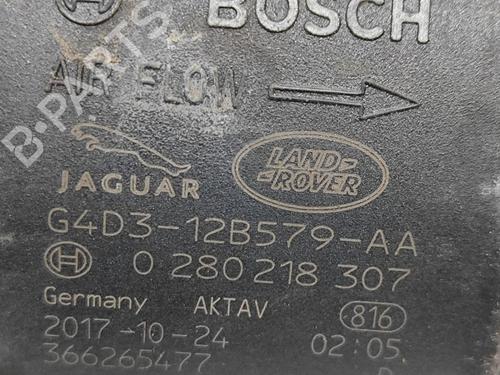 BOSCH
AIR FLOW
JAGUAR
LAND-
-ROVER
G4D3-12B579-AA
0 280 218 307
Germany AKTAV 816
2017-10-24 02:05
366265477
B-PARTS